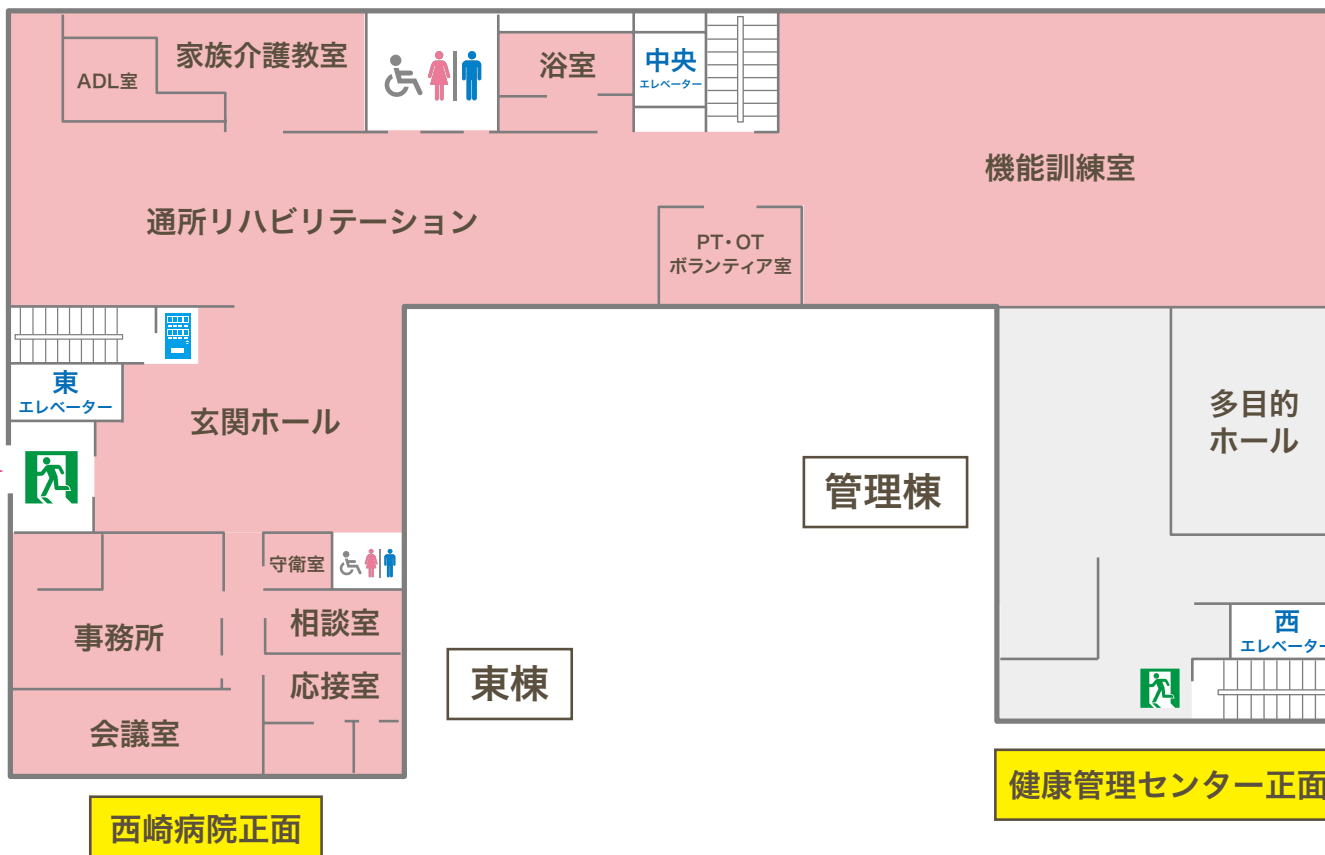 家族介護教室
ADL室
浴室
中央
エレベーター
機能訓練室
通所リハビリテーション
PT・OT
ボランティア室
東
エレベーター
玄関ホール
多目的
ホール
管理棟
守衛室
事務所
相談室
西
エレベーター
東棟
応接室
会議室
健康管理センター正面
西崎病院正面